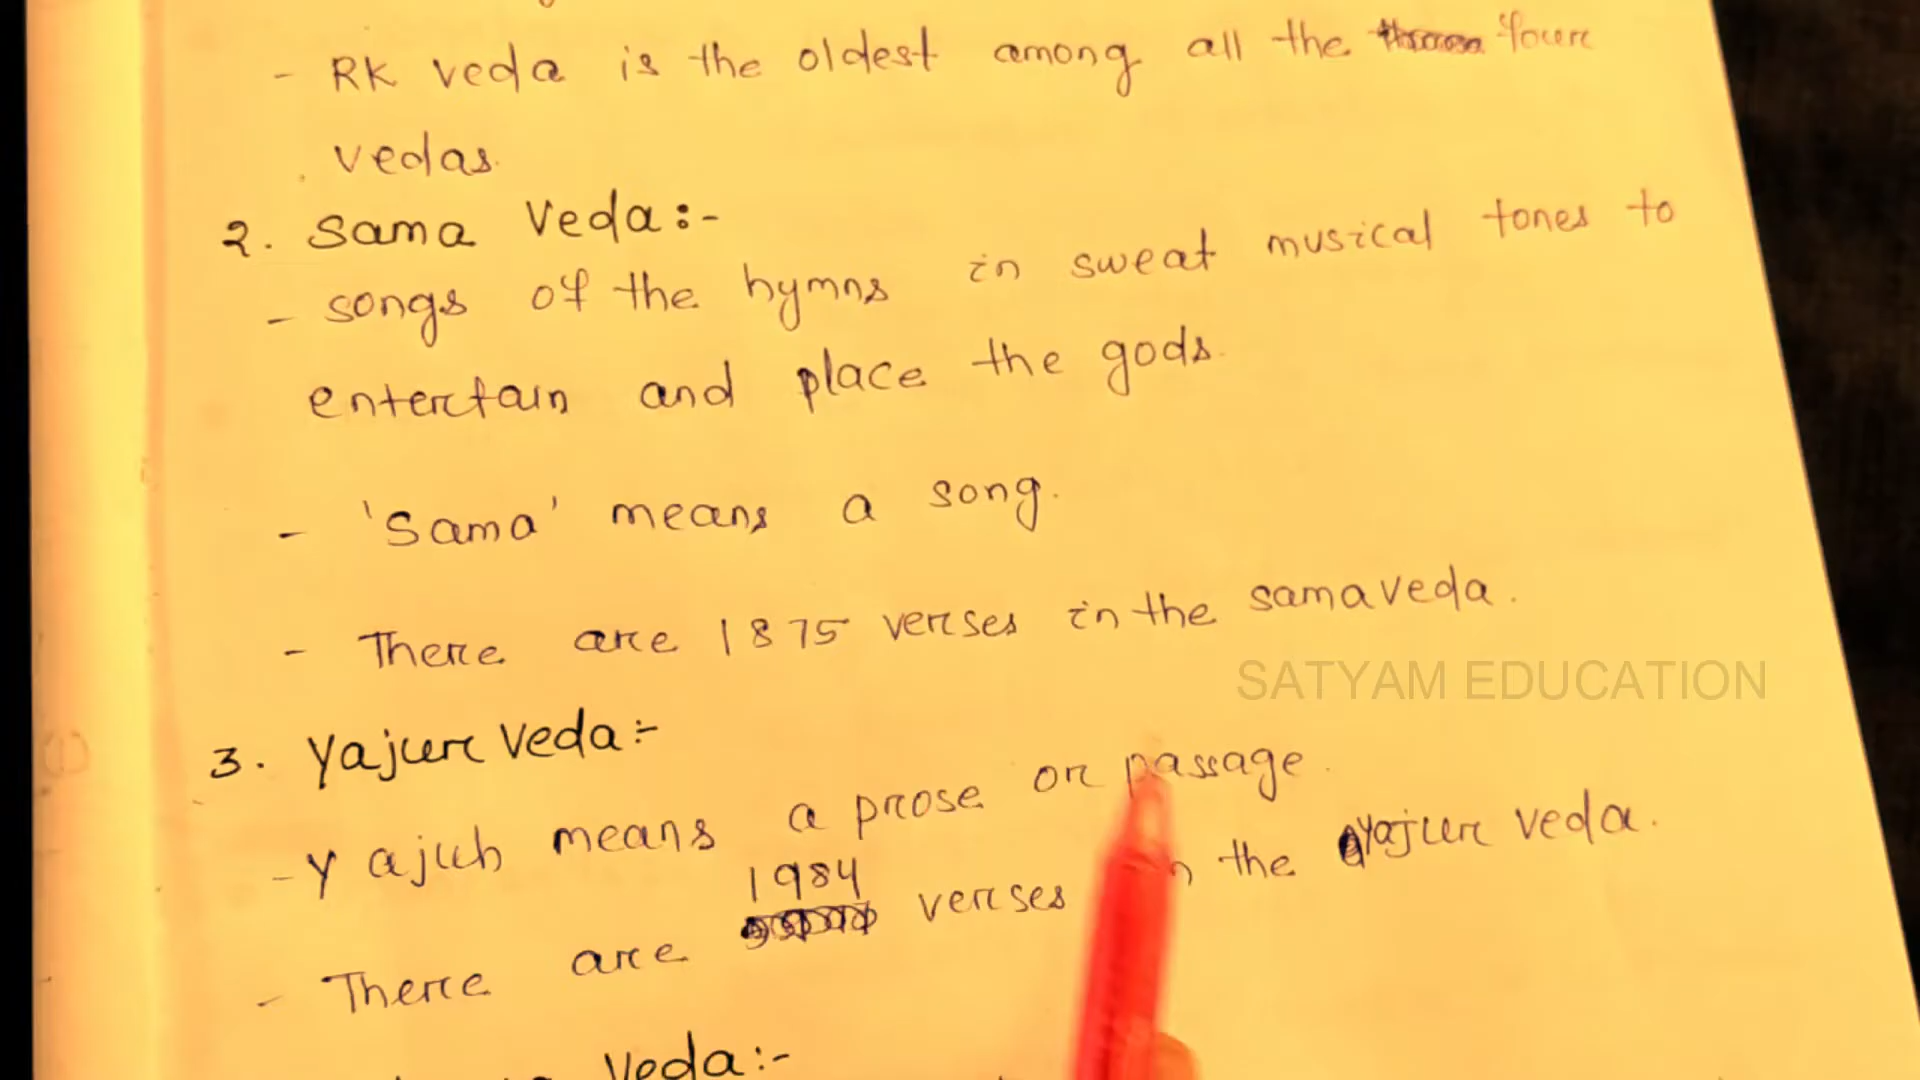 - RK veda is the oldest among all the four
vedas.
2. Sama Veda:-
- songs of the hymns in sweat musical tones to
entertain and place the gods.
- 'Sama' means a song.
- There are 1875 verses in the samaveda.
SATYAM EDUCATION
3. Yajur Veda:-
- Yajuh means a prose or passage.
1984
- There are verses the yajur veda.
Veda:-